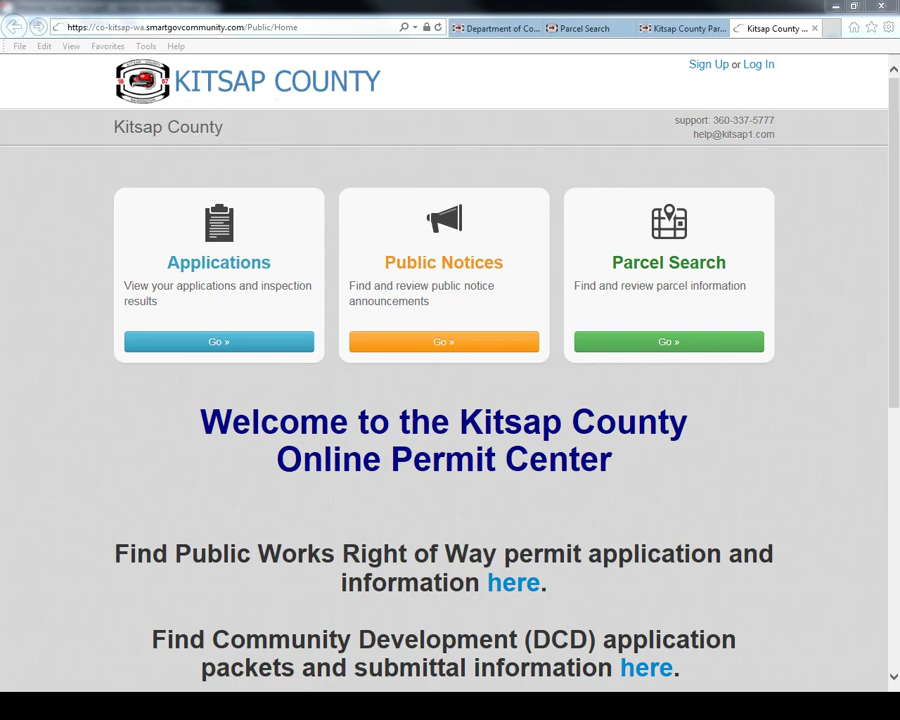 https://co-kitsap-wa.smartgovcommunity.com/Public/Home
Department of Co...
Parcel Search
Kitsap County Par...
Kitsap County ...
File Edit View Favorites Tools Help
KITSAP COUNTY
Sign Up or Log In
Kitsap County
support: 360-337-5777
help@kitsap1.com
Applications
View your applications and inspection
results
Go »
Public Notices
Find and review public notice
announcements
Go »
Parcel Search
Find and review parcel information
Go »
Welcome to the Kitsap County
Online Permit Center
Find Public Works Right of Way permit application and
information here.
Find Community Development (DCD) application
packets and submittal information here.